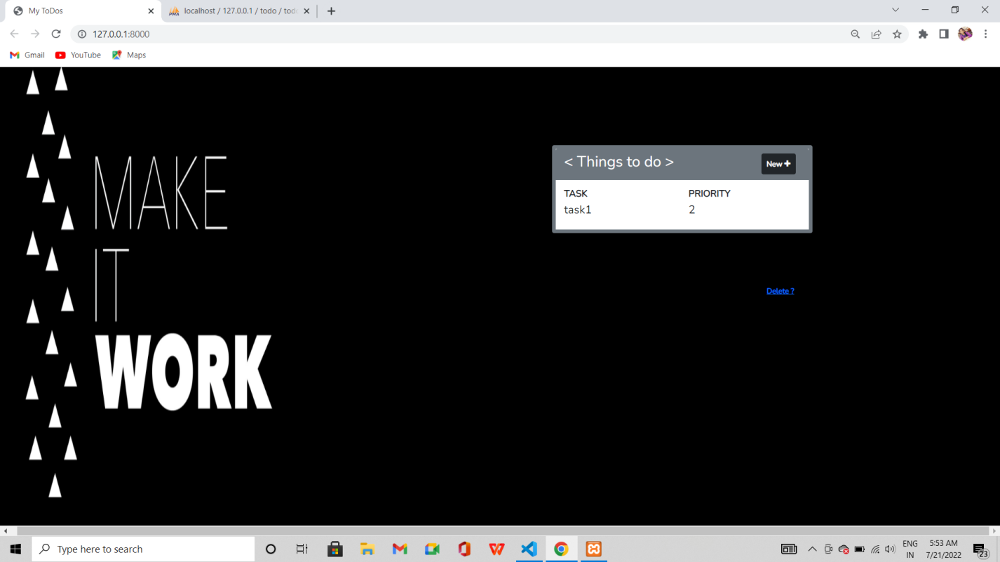 My ToDos
localhost / 127.0.0.1 / todo / tod
127.0.0.1:8000
Gmail YouTube Maps
MAKE
IT
WORK
< Things to do >
New
TASK PRIORITY
task1 2
Delete ?
Type here to search
ENG
IN
5:53 AM
7/21/2022
23